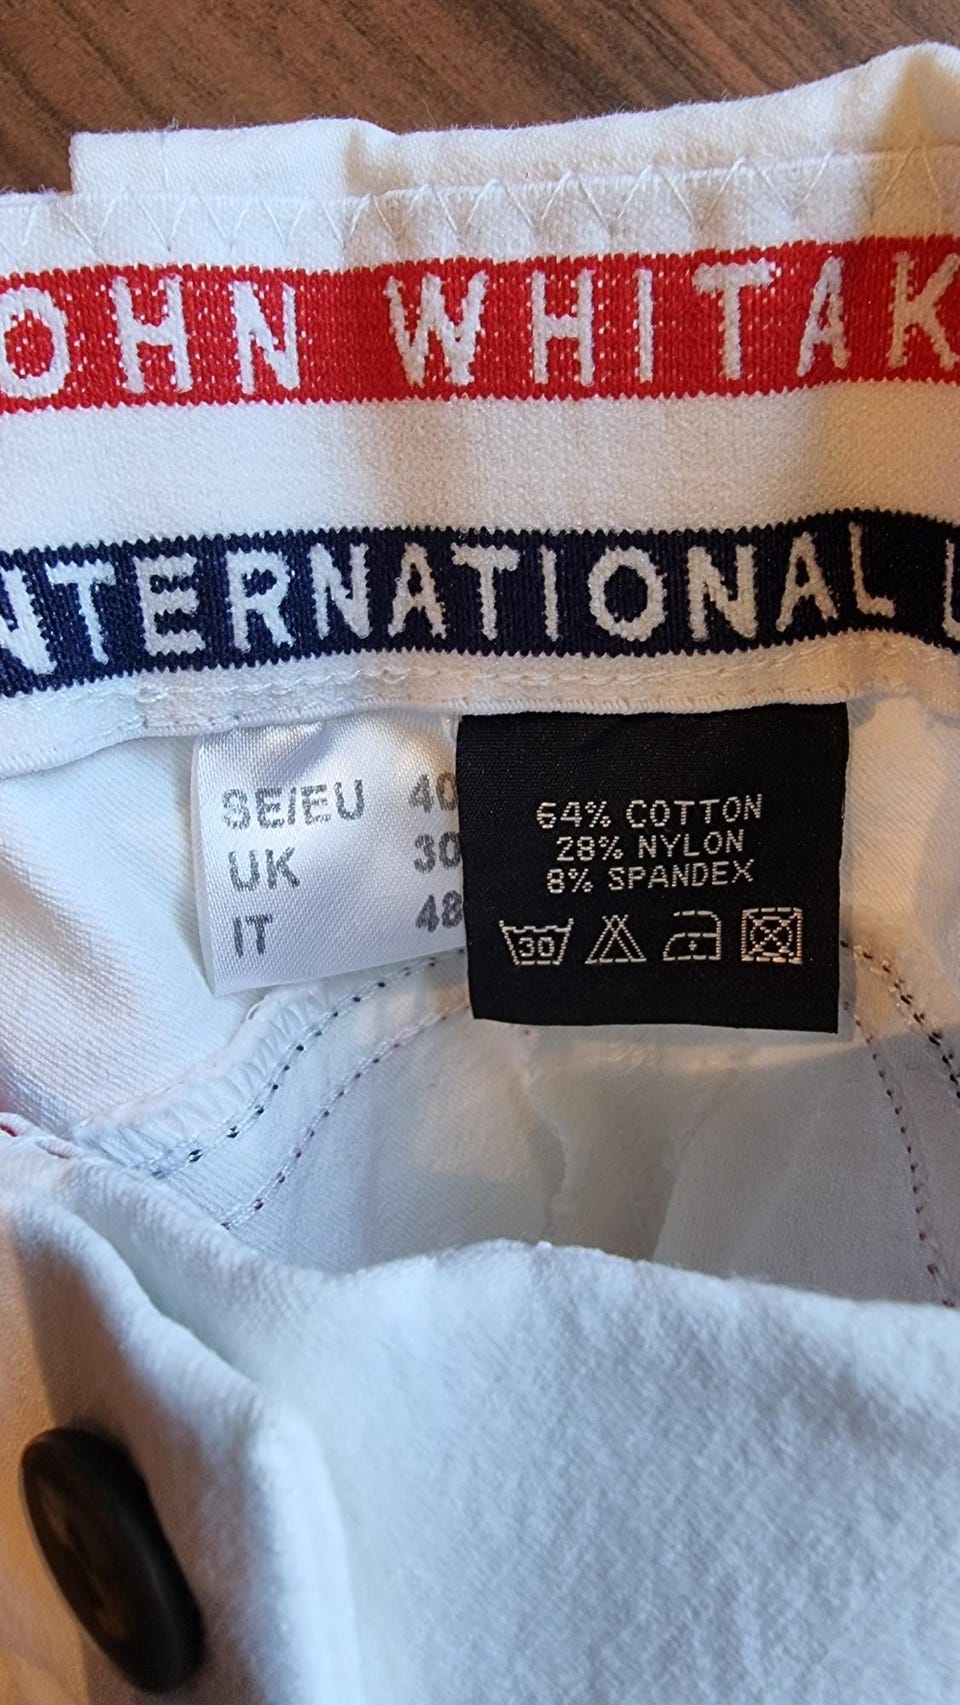 OHN WHITAK
NTERNATIONAL
SE/EU 40
UK 30
IT 48
64% COTTON
28% NYLON
8% SPANDEX
30